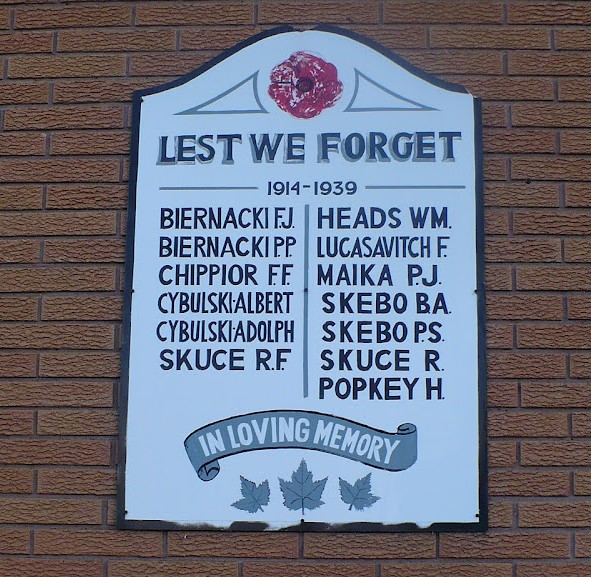 LEST WE FORGET
1914-1939
BIERNACKI F.J.
BIERNACKI P.P.
CHIPPIOR F.F.
CYBULSKI-ALBERT
CYBULSKI-ADOLPH
SKUCE R.F.
HEADS WM.
LUCASAVITCH F.
MAIKA P.J.
SKEBO B.A.
SKEBO P.S.
SKUCE R.
POPKEY H.
IN LOVING MEMORY